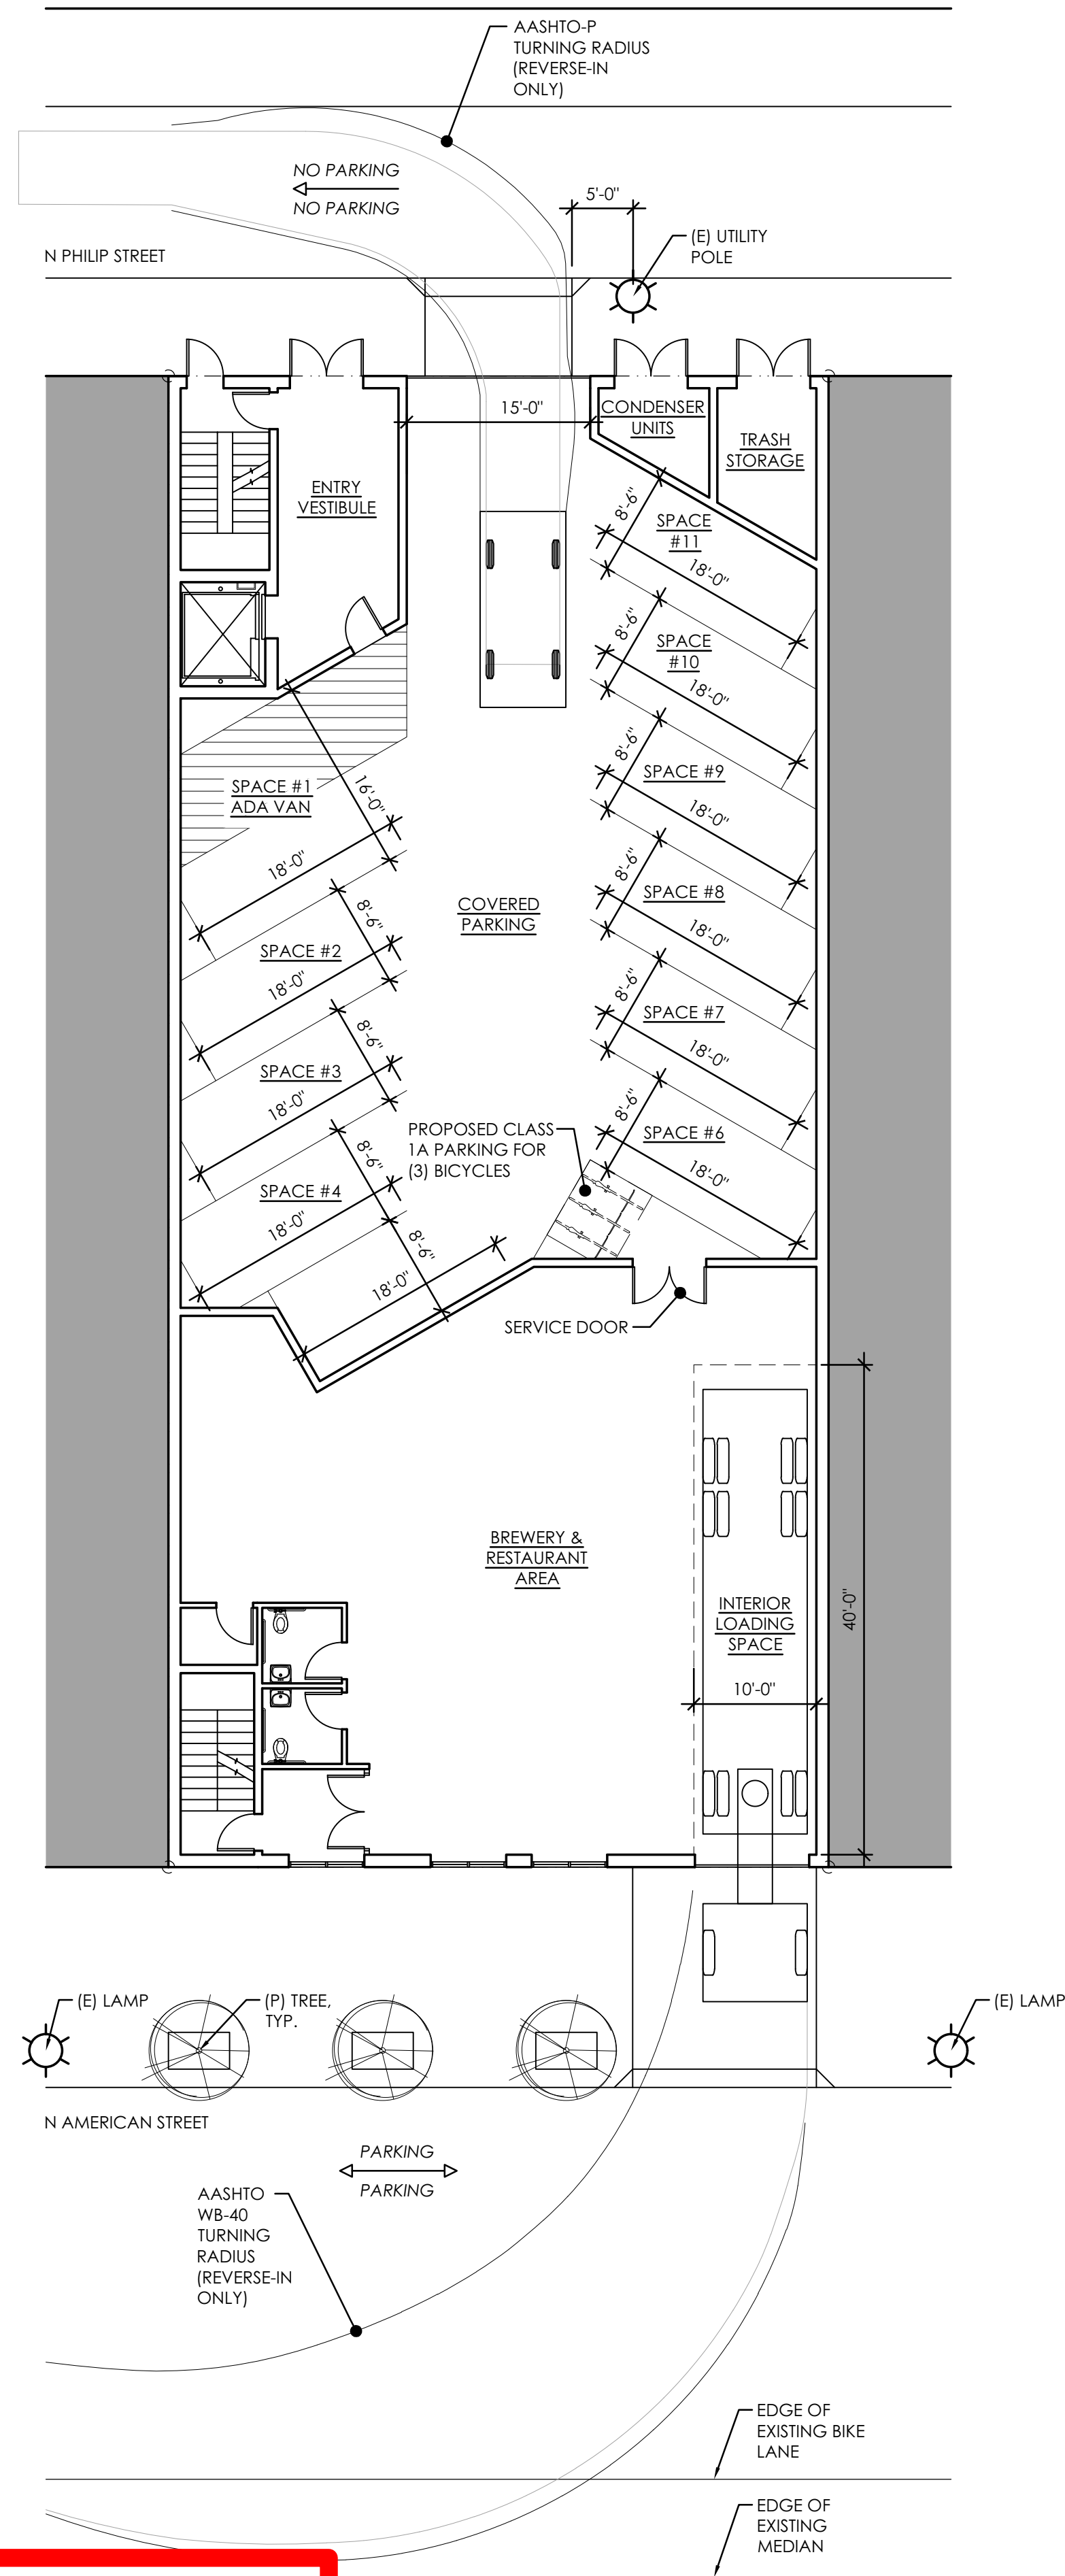 AASHTO-P
TURNING RADIUS
(REVERSE-IN
ONLY)
NO PARKING
NO PARKING
5'-0"
(E) UTILITY
POLE
N PHILIP STREET
15'-0"
CONDENSER
UNITS
TRASH
STORAGE
ENTRY
VESTIBULE
8'-6"
SPACE
#11
18'-0"
8'-6"
SPACE
#10
18'-0"
SPACE #1
ADA VAN
16'-0"
18'-0"
8'-6"
SPACE #9
18'-0"
COVERED
PARKING
8'-6"
SPACE #8
18'-0"
8'-6"
SPACE #2
18'-0"
8'-6"
SPACE #7
18'-0"
8'-6"
SPACE #3
18'-0"
PROPOSED CLASS
1A PARKING FOR
(3) BICYCLES
8'-6"
SPACE #6
18'-0"
8'-6"
SPACE #4
18'-0"
8'-6"
18'-0"
SERVICE DOOR
BREWERY &
RESTAURANT
AREA
INTERIOR
LOADING
SPACE
40'-0"
10'-0"
(E) LAMP
(P) TREE,
TYP.
(E) LAMP
N AMERICAN STREET
PARKING
PARKING
AASHTO
WB-40
TURNING
RADIUS
(REVERSE-IN
ONLY)
EDGE OF
EXISTING BIKE
LANE
EDGE OF
EXISTING
MEDIAN